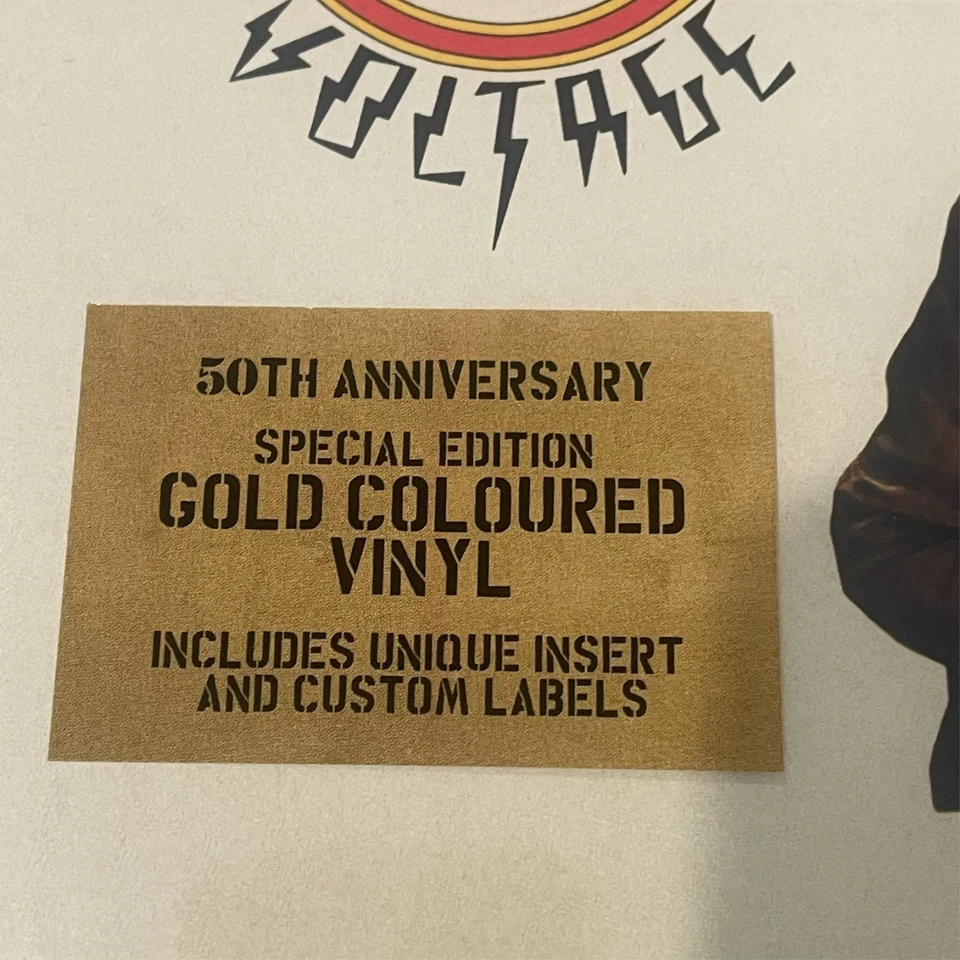 VOLTAGE
50TH ANNIVERSARY
SPECIAL EDITION
GOLD COLOURED
VINYL
INCLUDES UNIQUE INSERT
AND CUSTOM LABELS